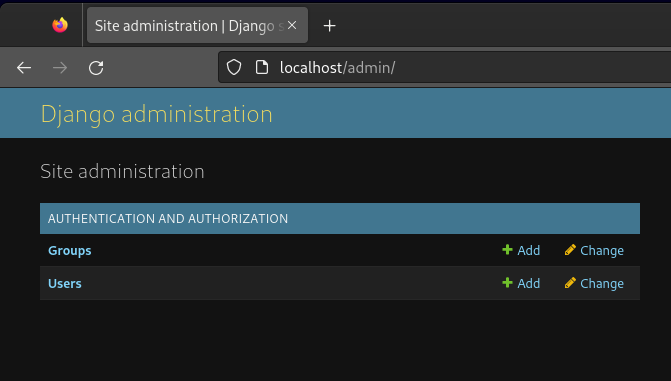 Site administration | Django s
localhost/admin/
Django administration
Site administration
AUTHENTICATION AND AUTHORIZATION
Groups Add Change
Users Add Change